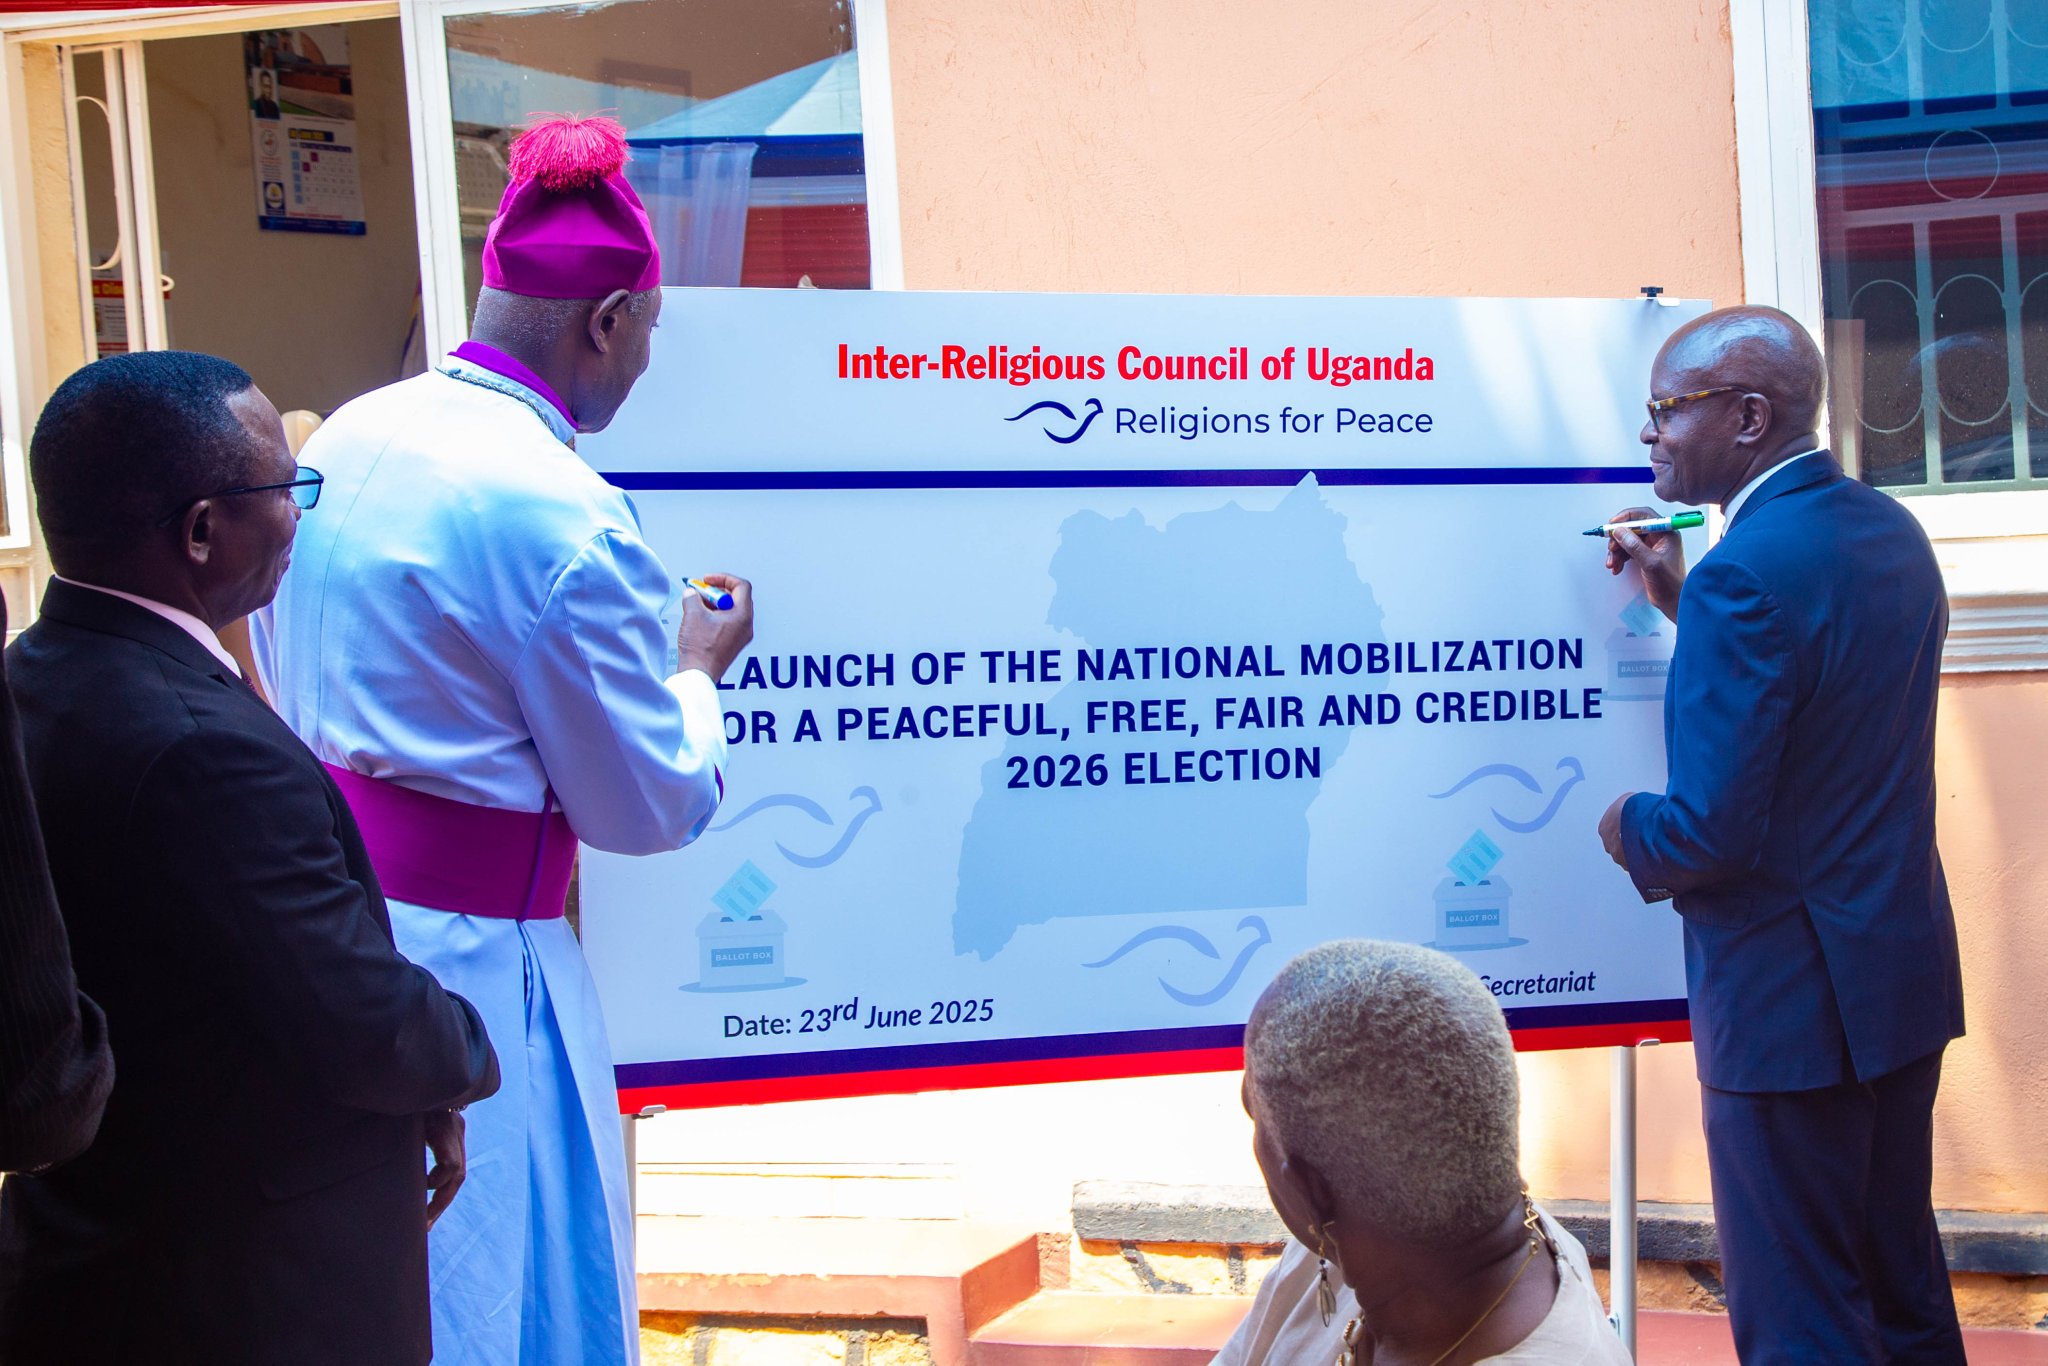 Inter-Religious Council of Uganda
Religions for Peace
LAUNCH OF THE NATIONAL MOBILIZATION
OR A PEACEFUL, FREE, FAIR AND CREDIBLE
2026 ELECTION
BALLOT BOX
BALLOT BOX
BALLOT BOX
Date: 23rd June 2025
Secretariat